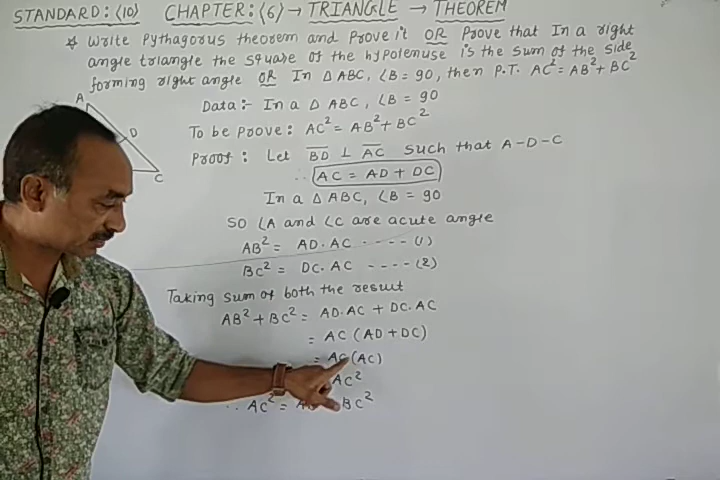 STANDARD: <10> CHAPTER: <6> → TRIANGLE → THEOREM
* Write Pythagorus theorem and Prove it OR Prove that In a right
angle triangle the square of the hypotenuse is the sum of the side
forming right angle OR In △ABC, ∠B = 90, then P.T. AC² = AB² + BC²
A
D
C
Data :- In a △ ABC, ∠B = 90
To be Prove : AC² = AB² + BC²
Proof : Let BD ⊥ AC such that A-D-C
∴ AC = AD + DC
In a △ ABC, ∠B = 90
So ∠A and ∠C are acute angle
AB² = AD . AC ---- (1)
BC² = DC . AC ---- (2)
Taking sum of both the result
AB² + BC² = AD.AC + DC.AC
= AC (AD + DC)
= AC (AC)
AC²
∴ AC² = BC²